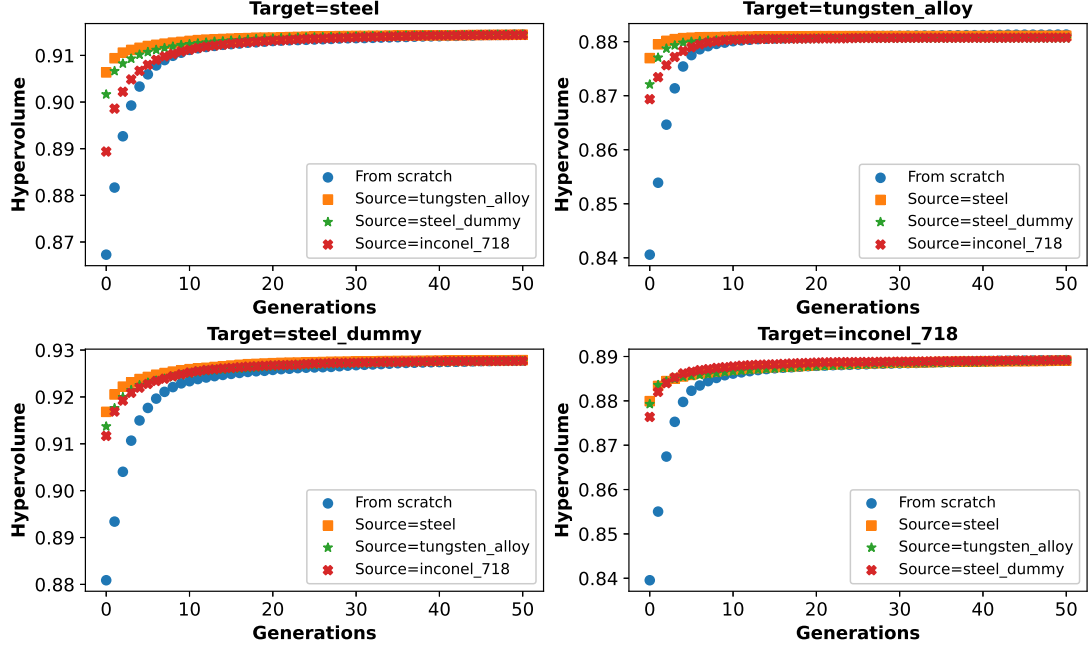 Target=steel
Hypervolume
0.91
0.90
0.89
0.88
0.87
From scratch
Source=tungsten_alloy
Source=steel_dummy
Source=inconel_718
0 10 20 30 40 50
Generations
Target=tungsten_alloy
Hypervolume
0.88
0.87
0.86
0.85
0.84
From scratch
Source=steel
Source=steel_dummy
Source=inconel_718
0 10 20 30 40 50
Generations
Target=steel_dummy
Hypervolume
0.93
0.92
0.91
0.90
0.89
0.88
From scratch
Source=steel
Source=tungsten_alloy
Source=inconel_718
0 10 20 30 40 50
Generations
Target=inconel_718
Hypervolume
0.89
0.88
0.87
0.86
0.85
0.84
From scratch
Source=steel
Source=tungsten_alloy
Source=steel_dummy
0 10 20 30 40 50
Generations